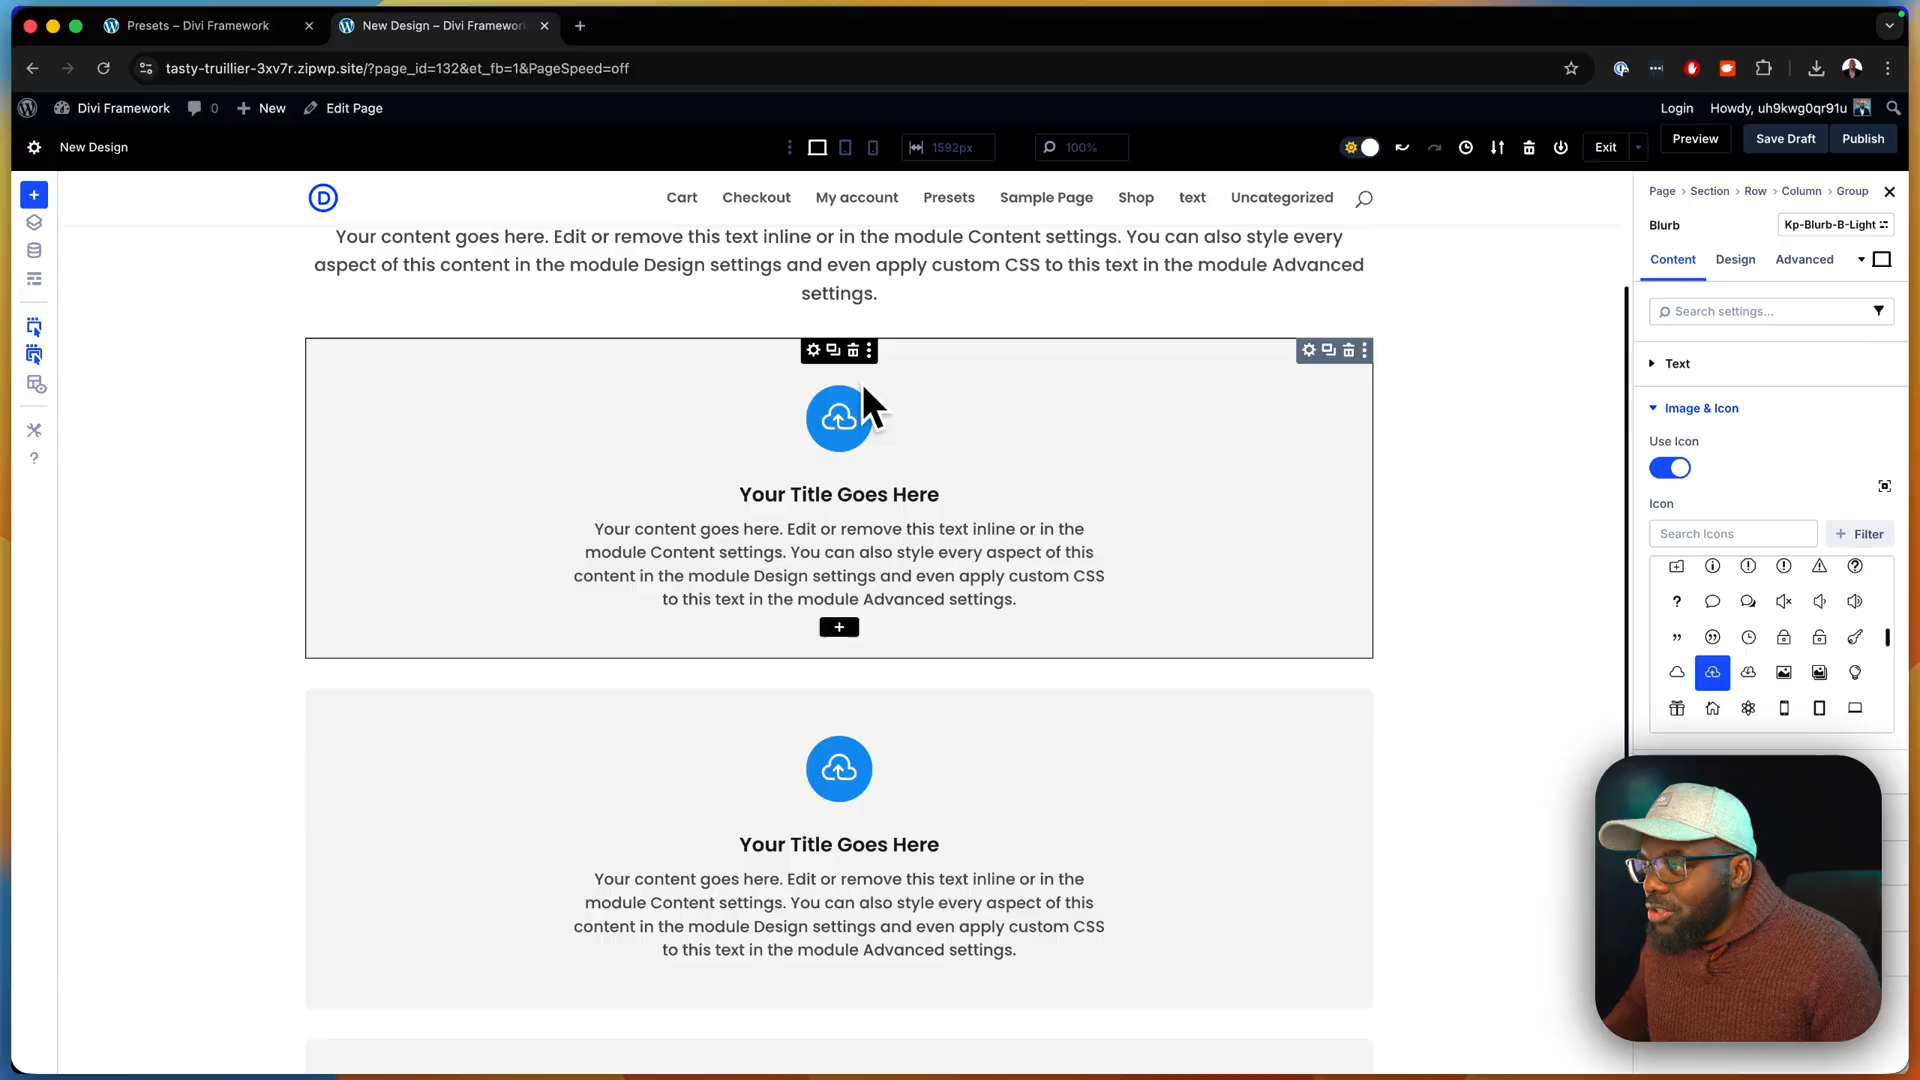 Presets – Divi Framework
New Design – Divi Framework
tasty-truillier-3xv7r.zipwp.site/?page_id=132&et_fb=1&PageSpeed=off
Divi Framework
0
New
Edit Page
Login
Howdy, uh9kwg0qr91u
New Design
1592px
100%
Exit
Preview
Save Draft
Publish
D
Cart
Checkout
My account
Presets
Sample Page
Shop
text
Uncategorized
Your content goes here. Edit or remove this text inline or in the module Content settings. You can also style every
aspect of this content in the module Design settings and even apply custom CSS to this text in the module Advanced
settings.
Your Title Goes Here
Your content goes here. Edit or remove this text inline or in the
module Content settings. You can also style every aspect of this
content in the module Design settings and even apply custom CSS
to this text in the module Advanced settings.
Your Title Goes Here
Your content goes here. Edit or remove this text inline or in the
module Content settings. You can also style every aspect of this
content in the module Design settings and even apply custom CSS
to this text in the module Advanced settings.
Page > Section > Row > Column > Group
Blurb
Kp-Blurb-B-Light
Content
Design
Advanced
Search settings...
Text
Image & Icon
Use Icon
Icon
Search Icons
+ Filter